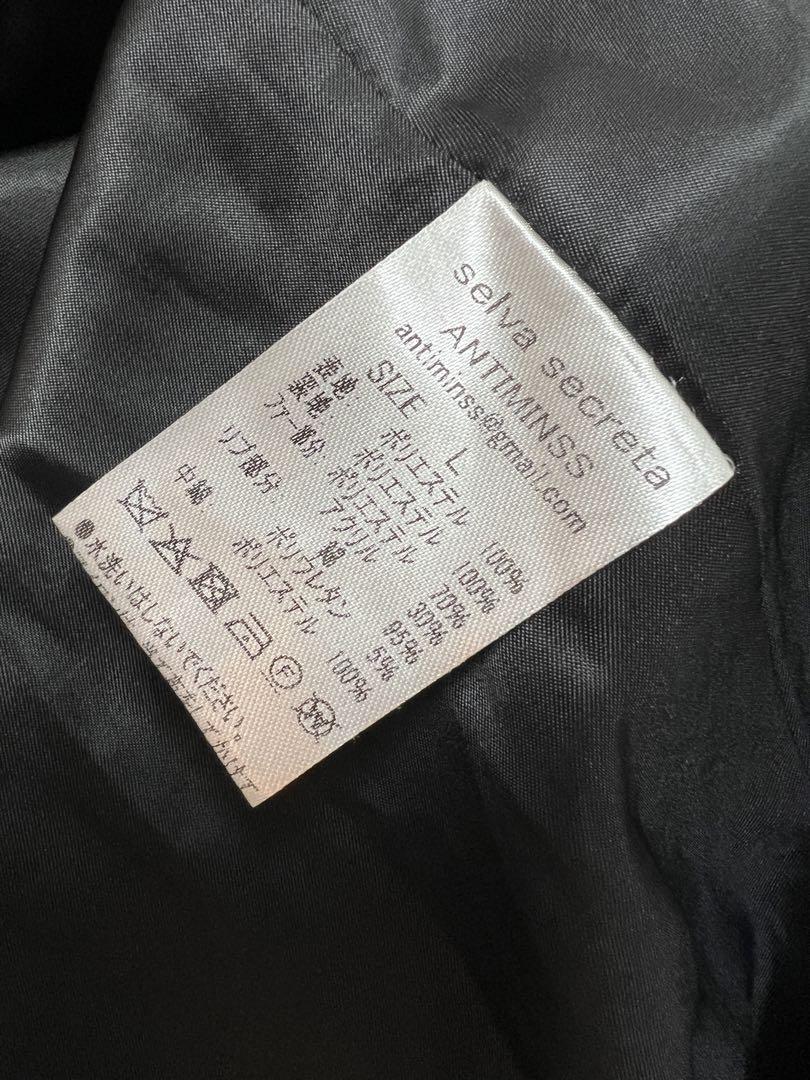 selva secreta
ANTIMINSS
antiminss@gmail.com
SIZE L
表地: ポリエステル 100%
裏地: ポリエステル 100%
ファー部分: ポリエステル 70%
アクリル 30%
リブ部分: 綿 95%
ポリウレタン 5%
中綿: ポリエステル 100%
F
W
●水洗いはしないでください。